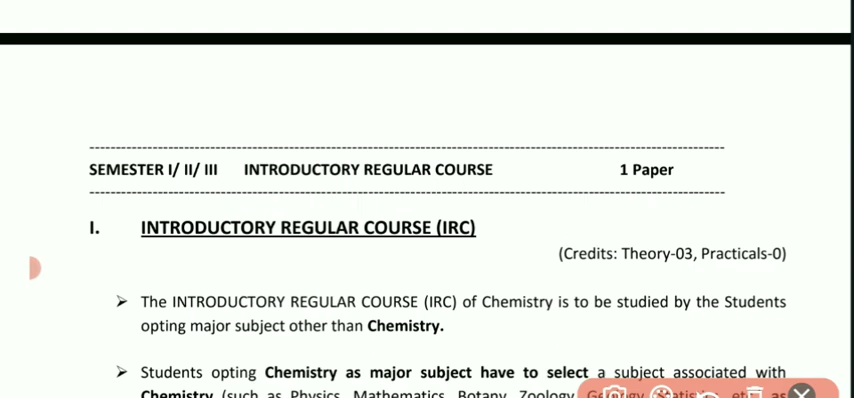 SEMESTER I/ II/ III INTRODUCTORY REGULAR COURSE 1 Paper
I. INTRODUCTORY REGULAR COURSE (IRC)
(Credits: Theory-03, Practicals-0)
➢ The INTRODUCTORY REGULAR COURSE (IRC) of Chemistry is to be studied by the Students
opting major subject other than Chemistry.
➢ Students opting Chemistry as major subject have to select a subject associated with
Chemistry (such as Physics, Mathematics, Botany, Zoology, as